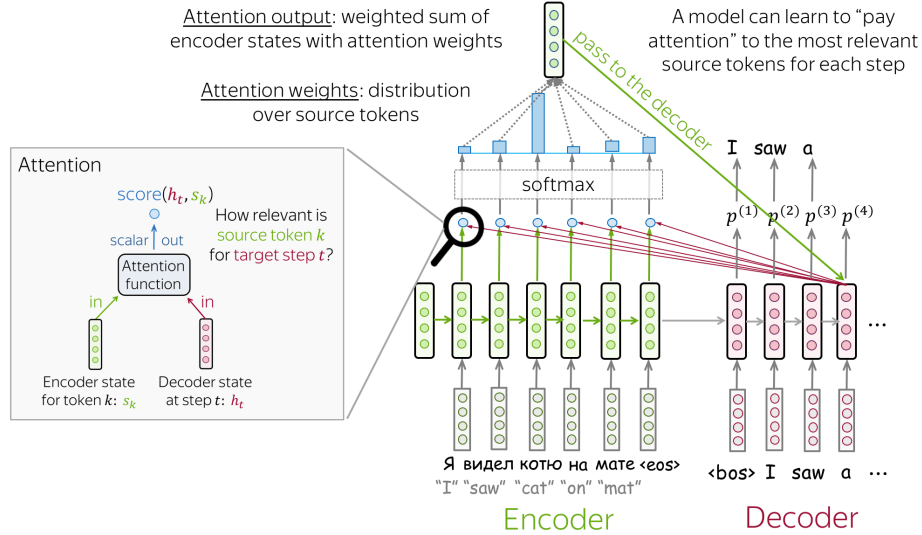 Attention output: weighted sum of
encoder states with attention weights
A model can learn to “pay
attention” to the most relevant
source tokens for each step
pass to the decoder
Attention weights: distribution
over source tokens
Attention
score(hₜ, sₖ)
scalar out
Attention
function
in in
How relevant is
source token k
for target step t?
Encoder state
for token k: sₖ
Decoder state
at step t: hₜ
softmax
I saw a
p⁽¹⁾ p⁽²⁾ p⁽³⁾ p⁽⁴⁾
...
Я видел котю на мате <eos>
“I” “saw” “cat” “on” “mat”
<bos> I saw a ...
Encoder
Decoder